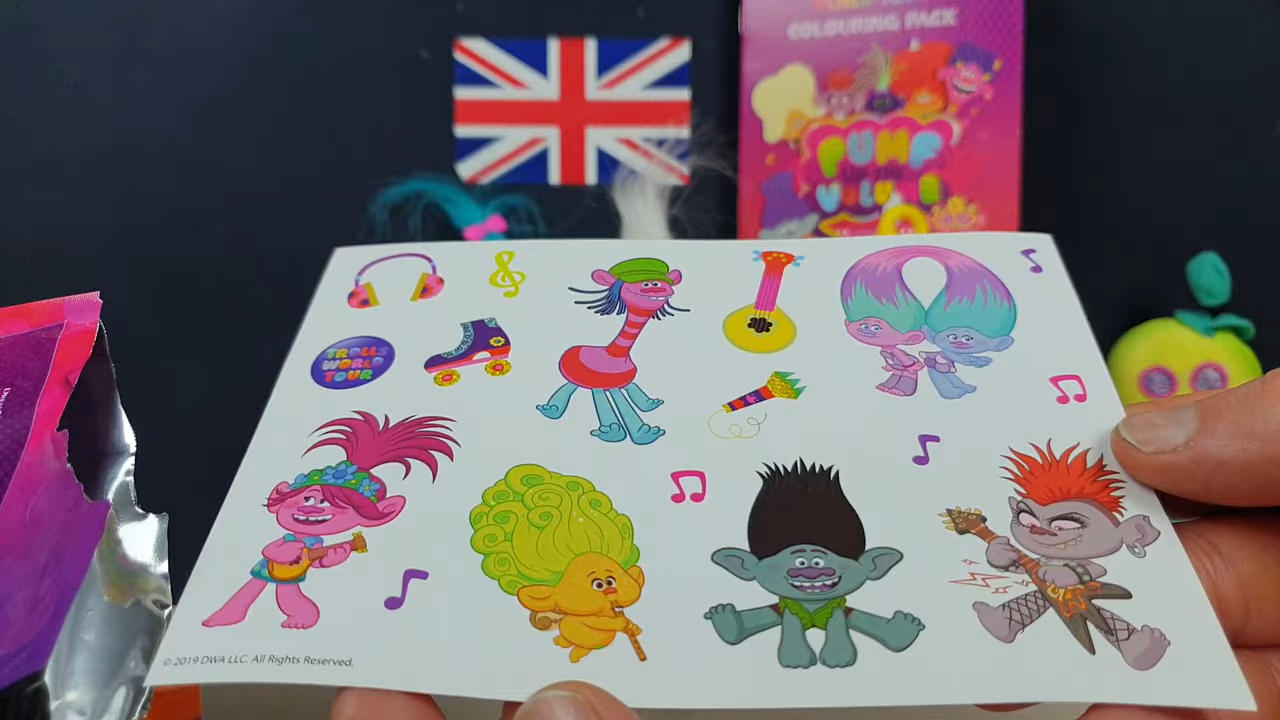 COLOURING PACK
PUMP
UP THE
VOLUME
TROLLS
WORLD
TOUR
© 2019 DWA LLC. All Rights Reserved.